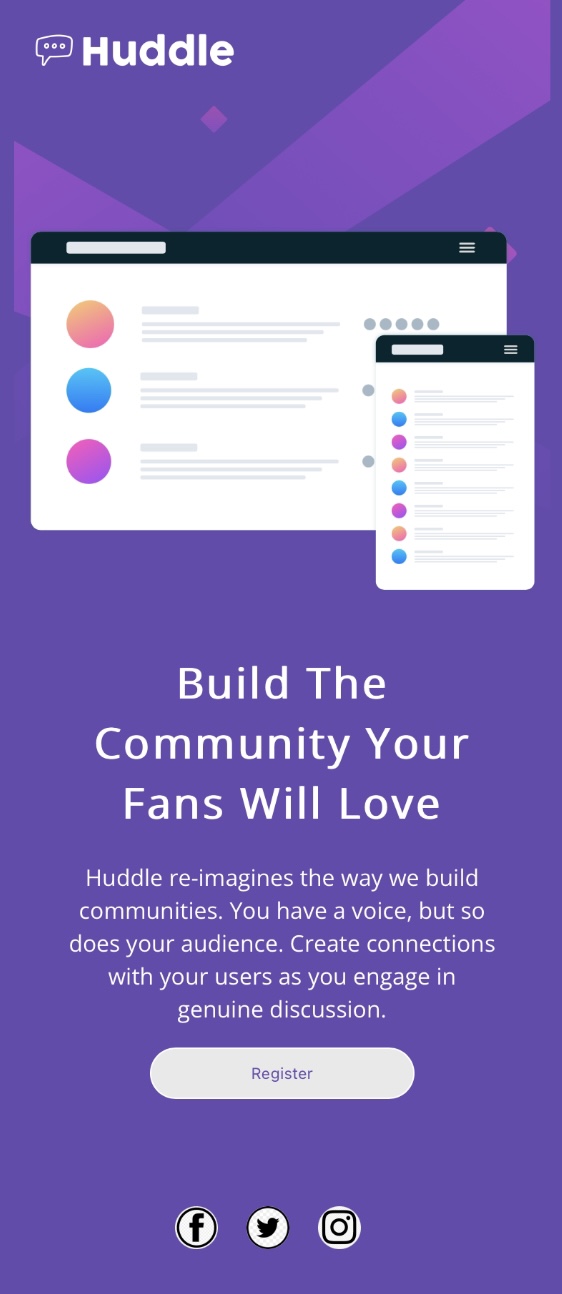 Huddle
Build The
Community Your
Fans Will Love
Huddle re-imagines the way we build
communities. You have a voice, but so
does your audience. Create connections
with your users as you engage in
genuine discussion.
Register